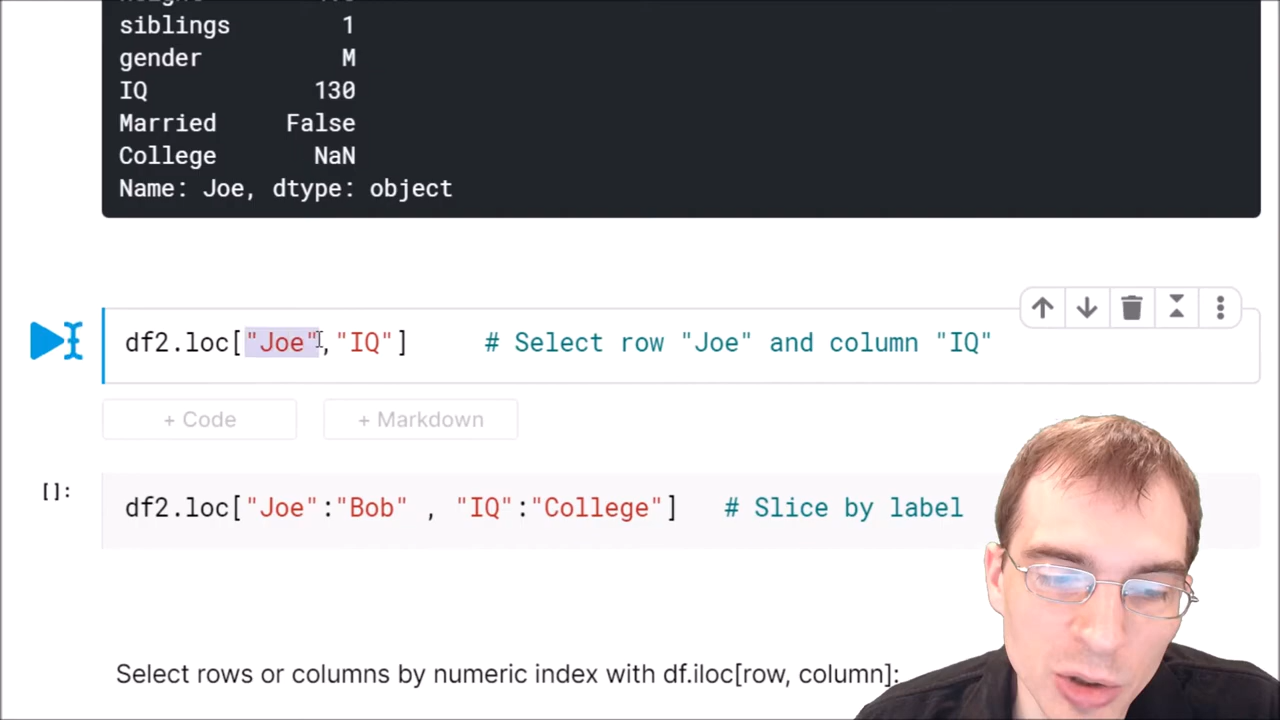 siblings 1
gender M
IQ 130
Married False
College NaN
Name: Joe, dtype: object
df2.loc["Joe","IQ"] # Select row "Joe" and column "IQ"
+ Code + Markdown
[]: df2.loc["Joe":"Bob" , "IQ":"College"] # Slice by label
Select rows or columns by numeric index with df.iloc[row, column]: